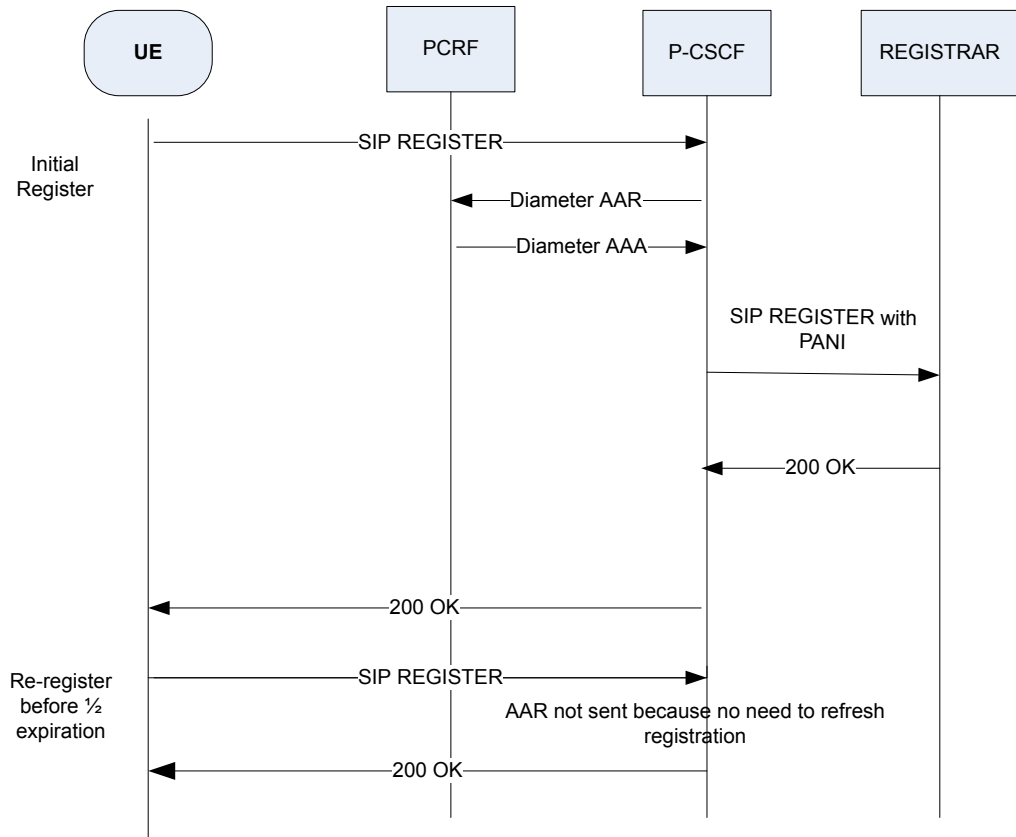 UE
PCRF
P-CSCF
REGISTRAR
SIP REGISTER
Initial
Register
Diameter AAR
Diameter AAA
SIP REGISTER with
PANI
200 OK
200 OK
SIP REGISTER
Re-register
before ½
expiration
AAR not sent because no need to refresh
registration
200 OK